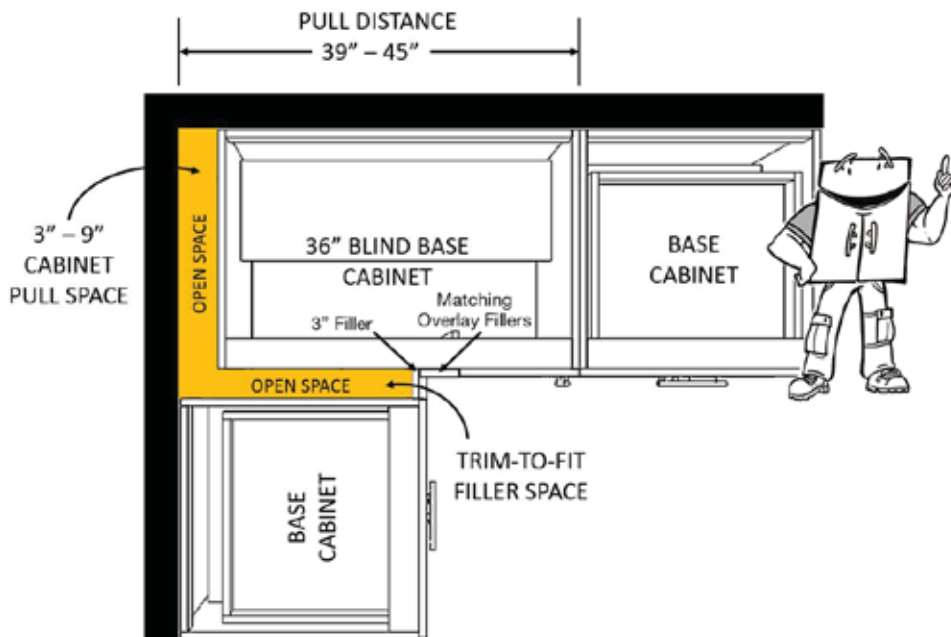 PULL DISTANCE
39” – 45”
3” – 9”
CABINET
PULL SPACE
OPEN SPACE
36” BLIND BASE
CABINET
3” Filler
Matching
Overlay Fillers
BASE
CABINET
OPEN SPACE
TRIM-TO-FIT
FILLER SPACE
BASE
CABINET